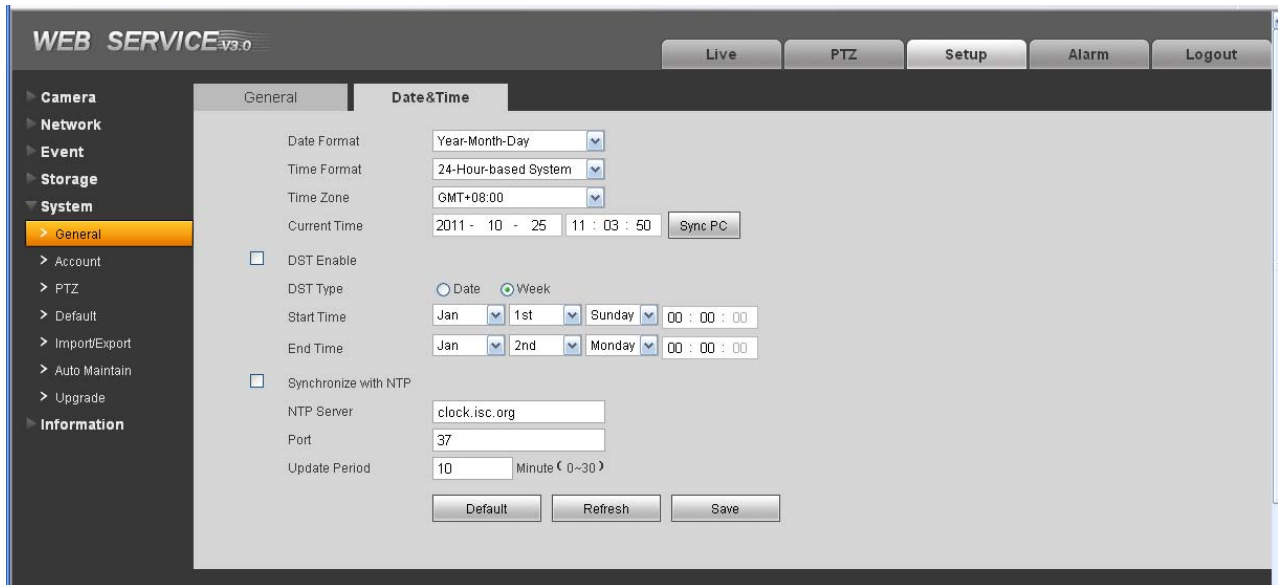 WEB SERVICE V3.0
Live PTZ Setup Alarm Logout
Camera
Network
Event
Storage
System
> General
> Account
> PTZ
> Default
> Import/Export
> Auto Maintain
> Upgrade
Information
General Date&Time
Date Format Year-Month-Day
Time Format 24-Hour-based System
Time Zone GMT+08:00
Current Time 2011 - 10 - 25 11 : 03 : 50 Sync PC
DST Enable
DST Type Date Week
Start Time Jan 1st Sunday 00 : 00 : 00
End Time Jan 2nd Monday 00 : 00 : 00
Synchronize with NTP
NTP Server clock.isc.org
Port 37
Update Period 10 Minute ( 0~30 )
Default Refresh Save